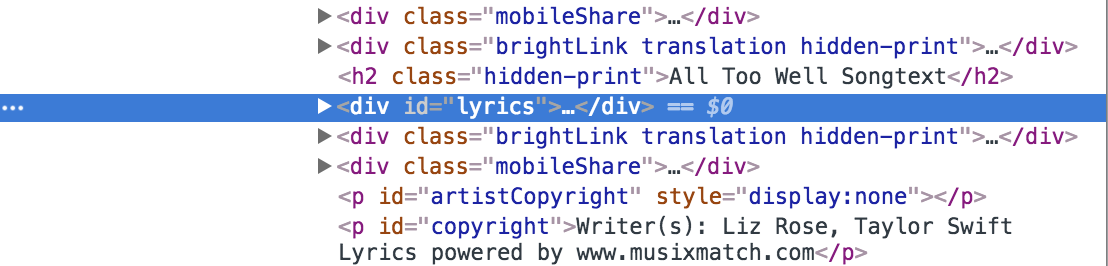 ▶<div class="mobileShare">…</div>
▶<div class="brightLink translation hidden-print">…</div>
<h2 class="hidden-print">All Too Well Songtext</h2>
… ▶<div id="lyrics">…</div> == $0
▶<div class="brightLink translation hidden-print">…</div>
▶<div class="mobileShare">…</div>
<p id="artistCopyright" style="display:none"></p>
<p id="copyright">Writer(s): Liz Rose, Taylor Swift
Lyrics powered by www.musixmatch.com</p>